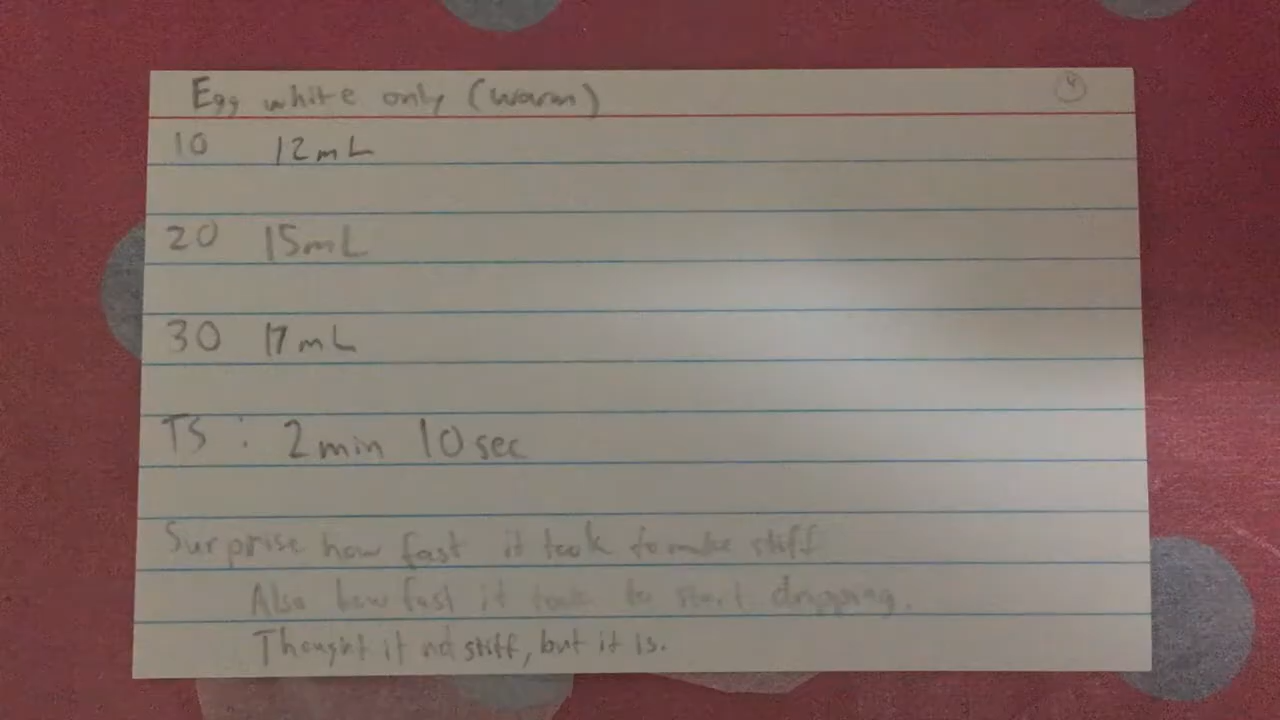 Egg white only (warm) 4
10 12mL
20 15mL
30 17mL
TS : 2min 10sec
Surprise how fast it took to make stiff
Also how fast it took to start dripping.
Thought it not stiff, but it is.